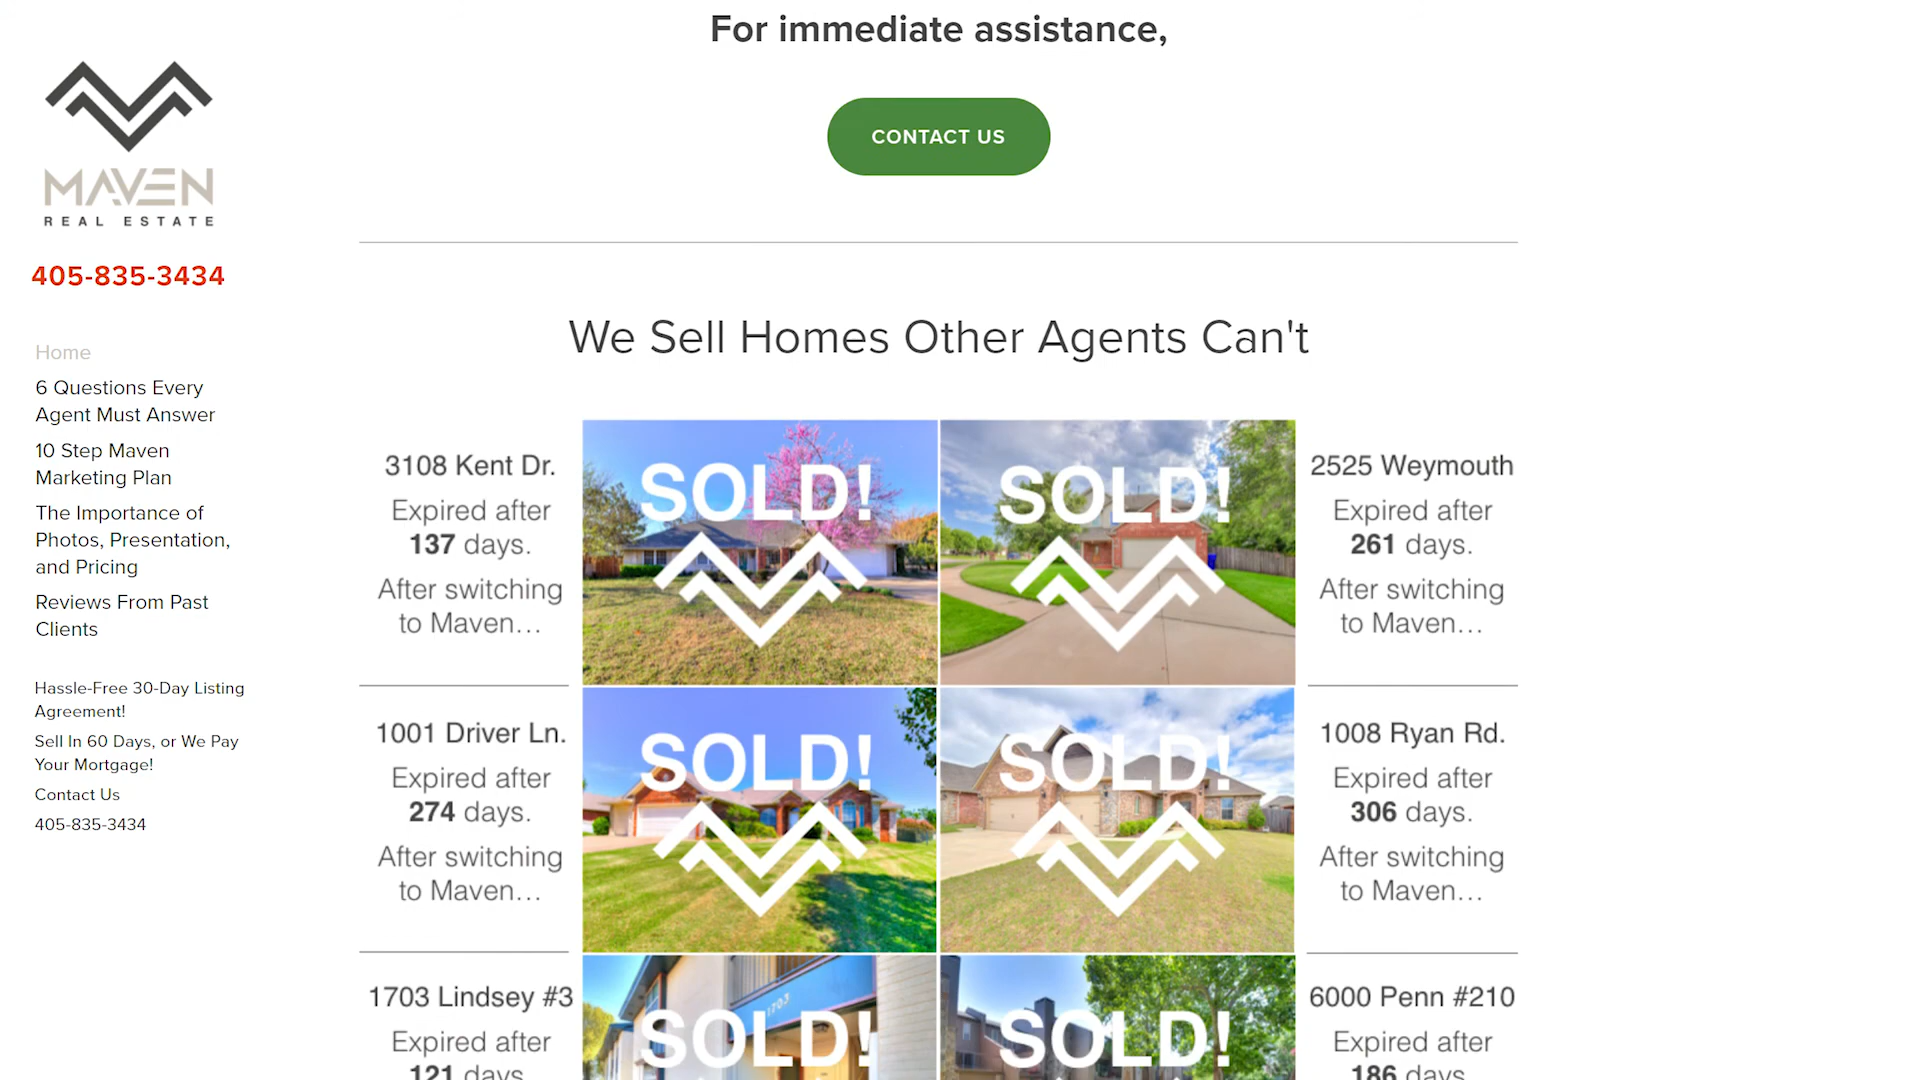 For immediate assistance,
CONTACT US
MAVEN
REAL ESTATE
405-835-3434
Home
6 Questions Every
Agent Must Answer
10 Step Maven
Marketing Plan
The Importance of
Photos, Presentation,
and Pricing
Reviews From Past
Clients
Hassle-Free 30-Day Listing
Agreement!
Sell In 60 Days, or We Pay
Your Mortgage!
Contact Us
405-835-3434
We Sell Homes Other Agents Can't
3108 Kent Dr.
Expired after
137 days.
After switching
to Maven…
SOLD!
SOLD!
2525 Weymouth
Expired after
261 days.
After switching
to Maven…
1001 Driver Ln.
Expired after
274 days.
After switching
to Maven…
SOLD!
SOLD!
1008 Ryan Rd.
Expired after
306 days.
After switching
to Maven…
1703 Lindsey #3
Expired after
121 days
1703
SOLD!
SOLD!
6000 Penn #210
Expired after
186 days